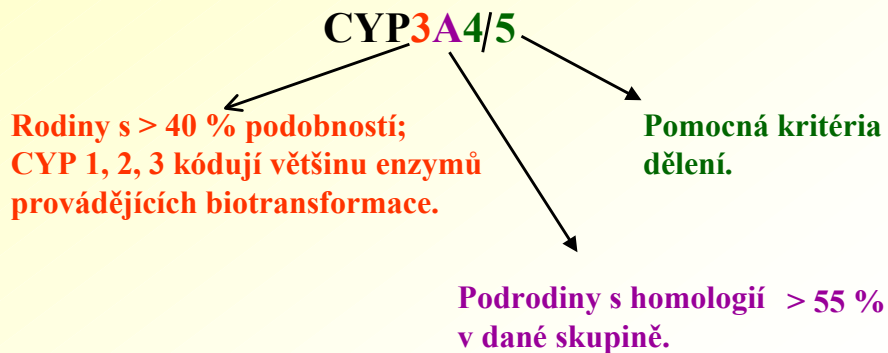 CYP3A4/5
Rodiny s > 40 % podobností;
CYP 1, 2, 3 kódují většinu enzymů
provádějících biotransformace.
Pomocná kritéria
dělení.
Podrodiny s homologií > 55 %
v dané skupině.